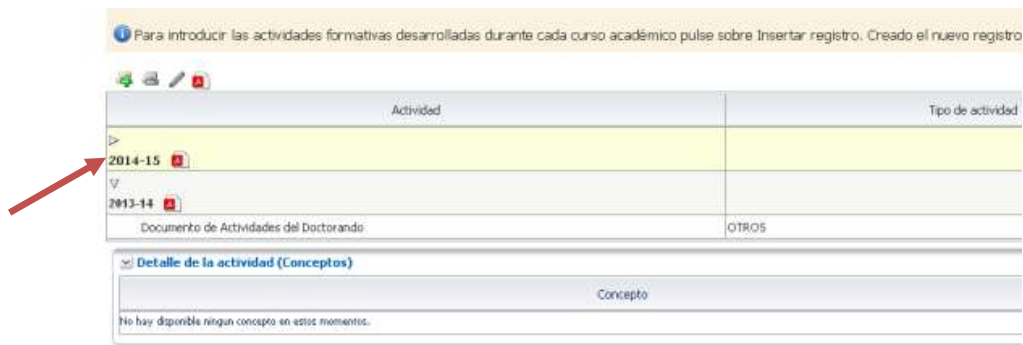 Para introducir las actividades formativas desarrolladas durante cada curso académico pulse sobre Insertar registro. Creado el nuevo registro
Actividad Tipo de actividad
2014-15
2013-14
Documento de Actividades del Doctorando OTROS
Detalle de la actividad (Conceptos)
Concepto
No hay disponible ningun concepto en estos momentos.